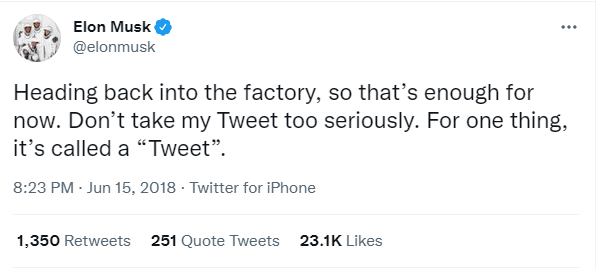 Elon Musk
@elonmusk
Heading back into the factory, so that’s enough for
now. Don’t take my Tweet too seriously. For one thing,
it’s called a “Tweet”.
8:23 PM · Jun 15, 2018 · Twitter for iPhone
1,350 Retweets 251 Quote Tweets 23.1K Likes